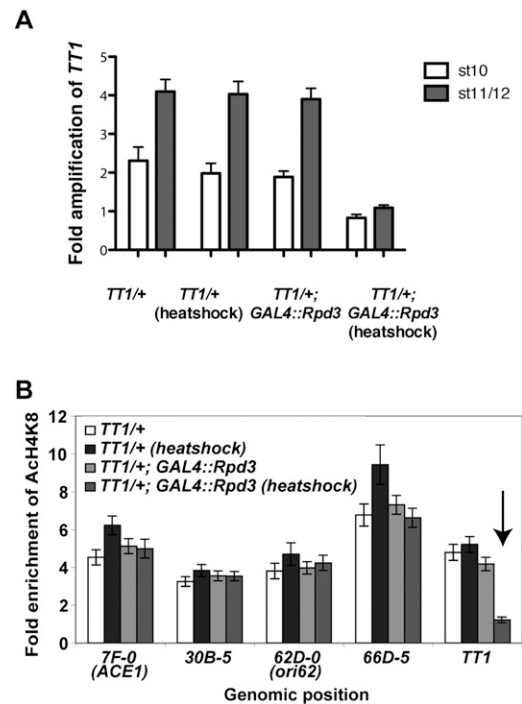 A
Fold amplification of TT1
5
4
3
2
1
0
st10
st11/12
TT1/+
TT1/+
(heatshock)
TT1/+;
GAL4::Rpd3
TT1/+;
GAL4::Rpd3
(heatshock)
B
Fold enrichment of AcH4K8
12
10
8
6
4
2
0
TT1/+
TT1/+ (heatshock)
TT1/+; GAL4::Rpd3
TT1/+; GAL4::Rpd3 (heatshock)
7F-0
(ACE1)
30B-5
62D-0
(ori62)
66D-5
TT1
Genomic position